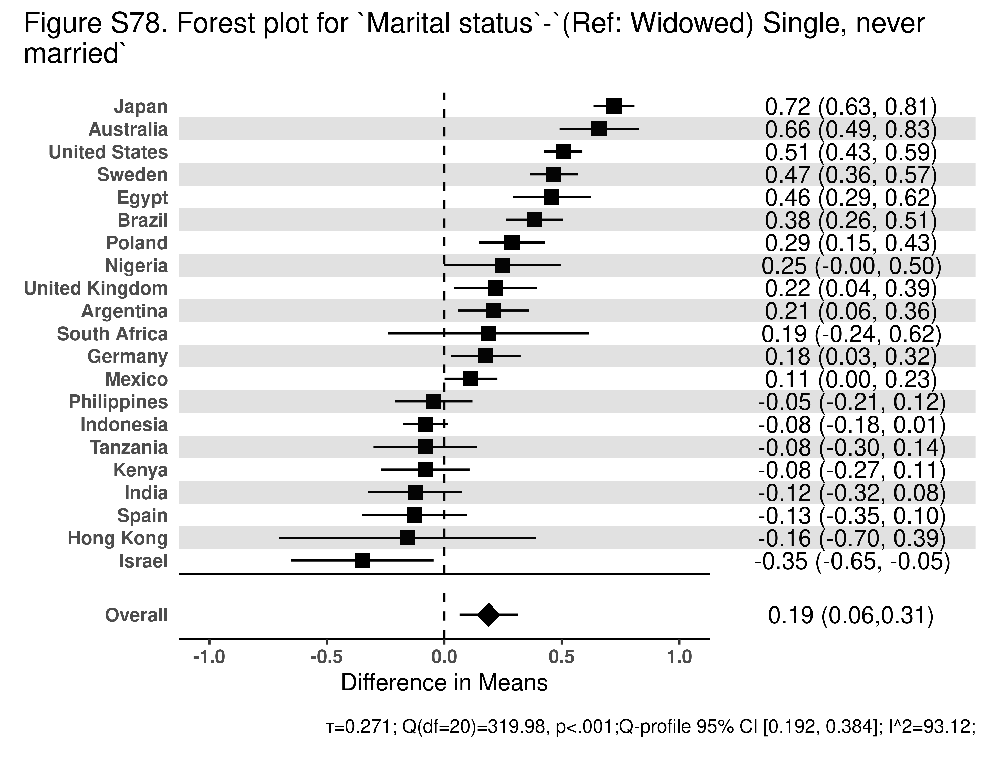 Figure S78. Forest plot for `Marital status`-`(Ref: Widowed) Single, never
married`
Japan 0.72 (0.63, 0.81)
Australia 0.66 (0.49, 0.83)
United States 0.51 (0.43, 0.59)
Sweden 0.47 (0.36, 0.57)
Egypt 0.46 (0.29, 0.62)
Brazil 0.38 (0.26, 0.51)
Poland 0.29 (0.15, 0.43)
Nigeria 0.25 (-0.00, 0.50)
United Kingdom 0.22 (0.04, 0.39)
Argentina 0.21 (0.06, 0.36)
South Africa 0.19 (-0.24, 0.62)
Germany 0.18 (0.03, 0.32)
Mexico 0.11 (0.00, 0.23)
Philippines -0.05 (-0.21, 0.12)
Indonesia -0.08 (-0.18, 0.01)
Tanzania -0.08 (-0.30, 0.14)
Kenya -0.08 (-0.27, 0.11)
India -0.12 (-0.32, 0.08)
Spain -0.13 (-0.35, 0.10)
Hong Kong -0.16 (-0.70, 0.39)
Israel -0.35 (-0.65, -0.05)
Overall 0.19 (0.06,0.31)
-1.0 -0.5 0.0 0.5 1.0
Difference in Means
τ=0.271; Q(df=20)=319.98, p<.001;Q-profile 95% CI [0.192, 0.384]; I^2=93.12;